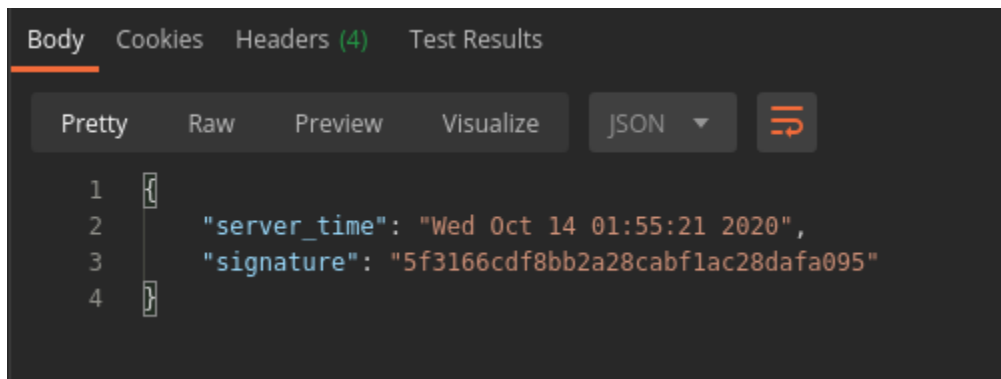 Body Cookies Headers (4) Test Results
Pretty Raw Preview Visualize JSON
1 {
2 "server_time": "Wed Oct 14 01:55:21 2020",
3 "signature": "5f3166cdf8bb2a28cabf1ac28dafa095"
4 }